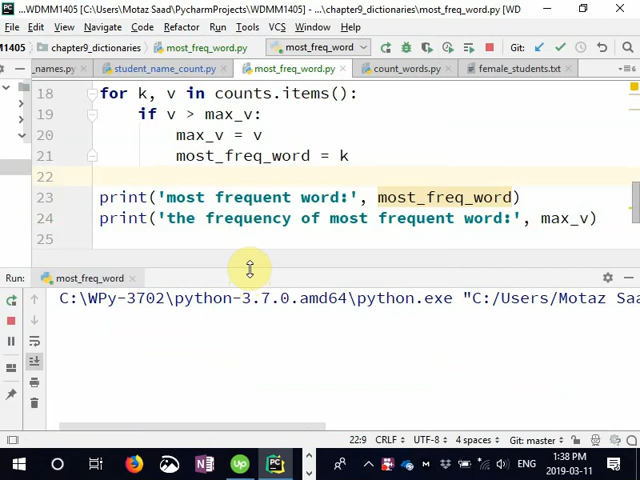 ...WDMM1405 [C:\Users\Motaz Saad\PycharmProjects\WDMM1405] - ...\chapter9_dictionaries\most_freq_word.py [WD
File Edit View Navigate Code Refactor Run Tools VCS Window Help
M1405 chapter9_dictionaries most_freq_word.py most_freq_word
_names.py student_name_count.py most_freq_word.py count_words.py female_students.txt
18 for k, v in counts.items():
19 if v > max_v:
20 max_v = v
21 most_freq_word = k
22
23 print('most frequent word:', most_freq_word)
24 print('the frequency of most frequent word:', max_v)
25
Run: most_freq_word
C:\WPy-3702\python-3.7.0.amd64\python.exe "C:/Users/Motaz Saa
22:9 CRLF UTF-8 4 spaces Git: master
1:38 PM
2019-03-11